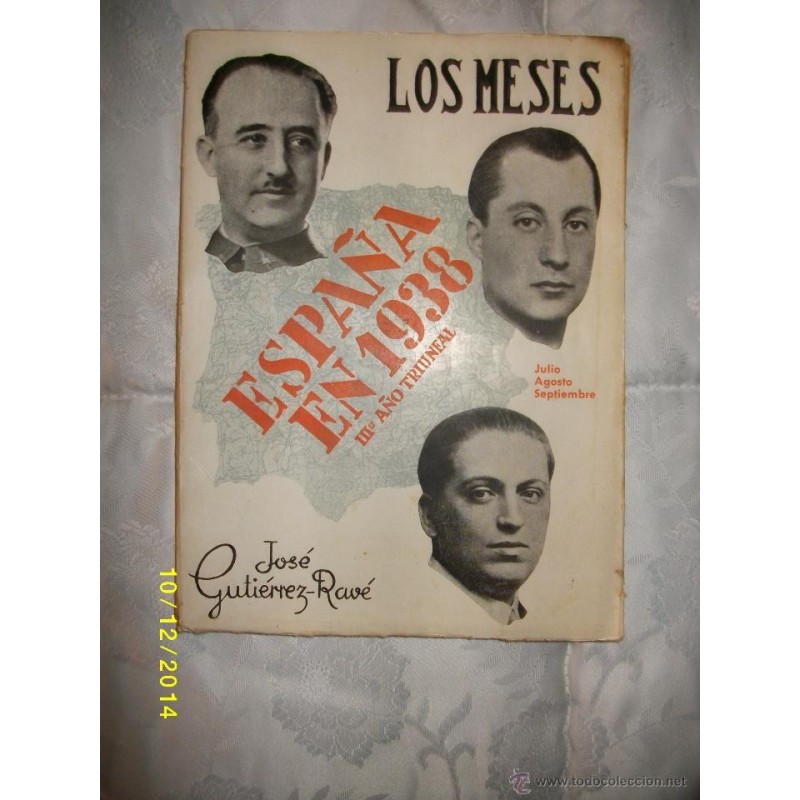 LOS MESES
ESPAÑA
EN 1938
IIIer AÑO TRIUNFAL
Julio
Agosto
Septiembre
José
Gutiérrez-Ravé
10/12/2014
www.todocoleccion.net